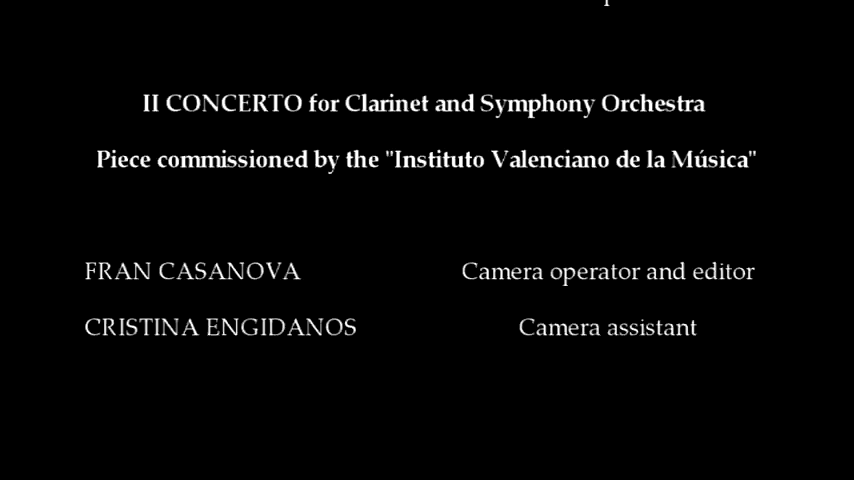 II CONCERTO for Clarinet and Symphony Orchestra
Piece commissioned by the "Instituto Valenciano de la Música"
FRAN CASANOVA Camera operator and editor
CRISTINA ENGIDANOS Camera assistant